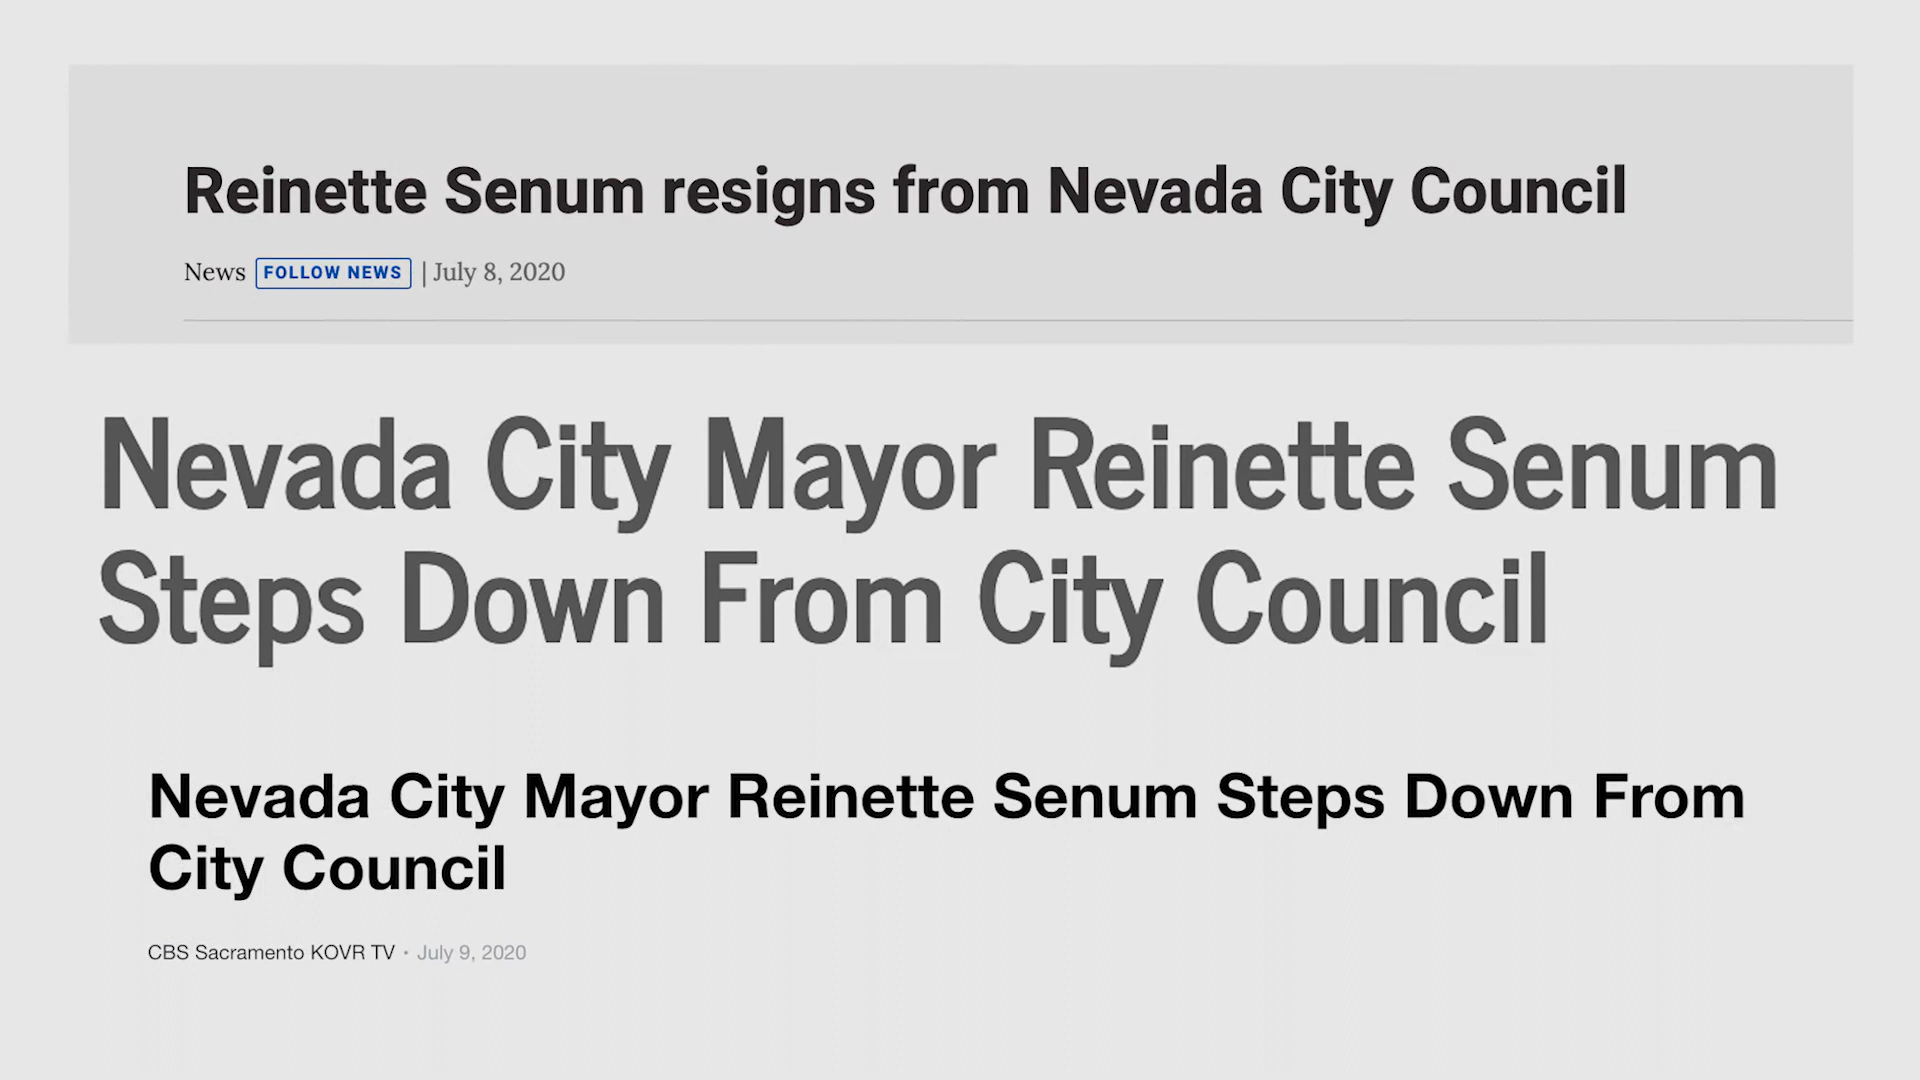 Reinette Senum resigns from Nevada City Council
News FOLLOW NEWS | July 8, 2020
Nevada City Mayor Reinette Senum
Steps Down From City Council
Nevada City Mayor Reinette Senum Steps Down From
City Council
CBS Sacramento KOVR TV • July 9, 2020